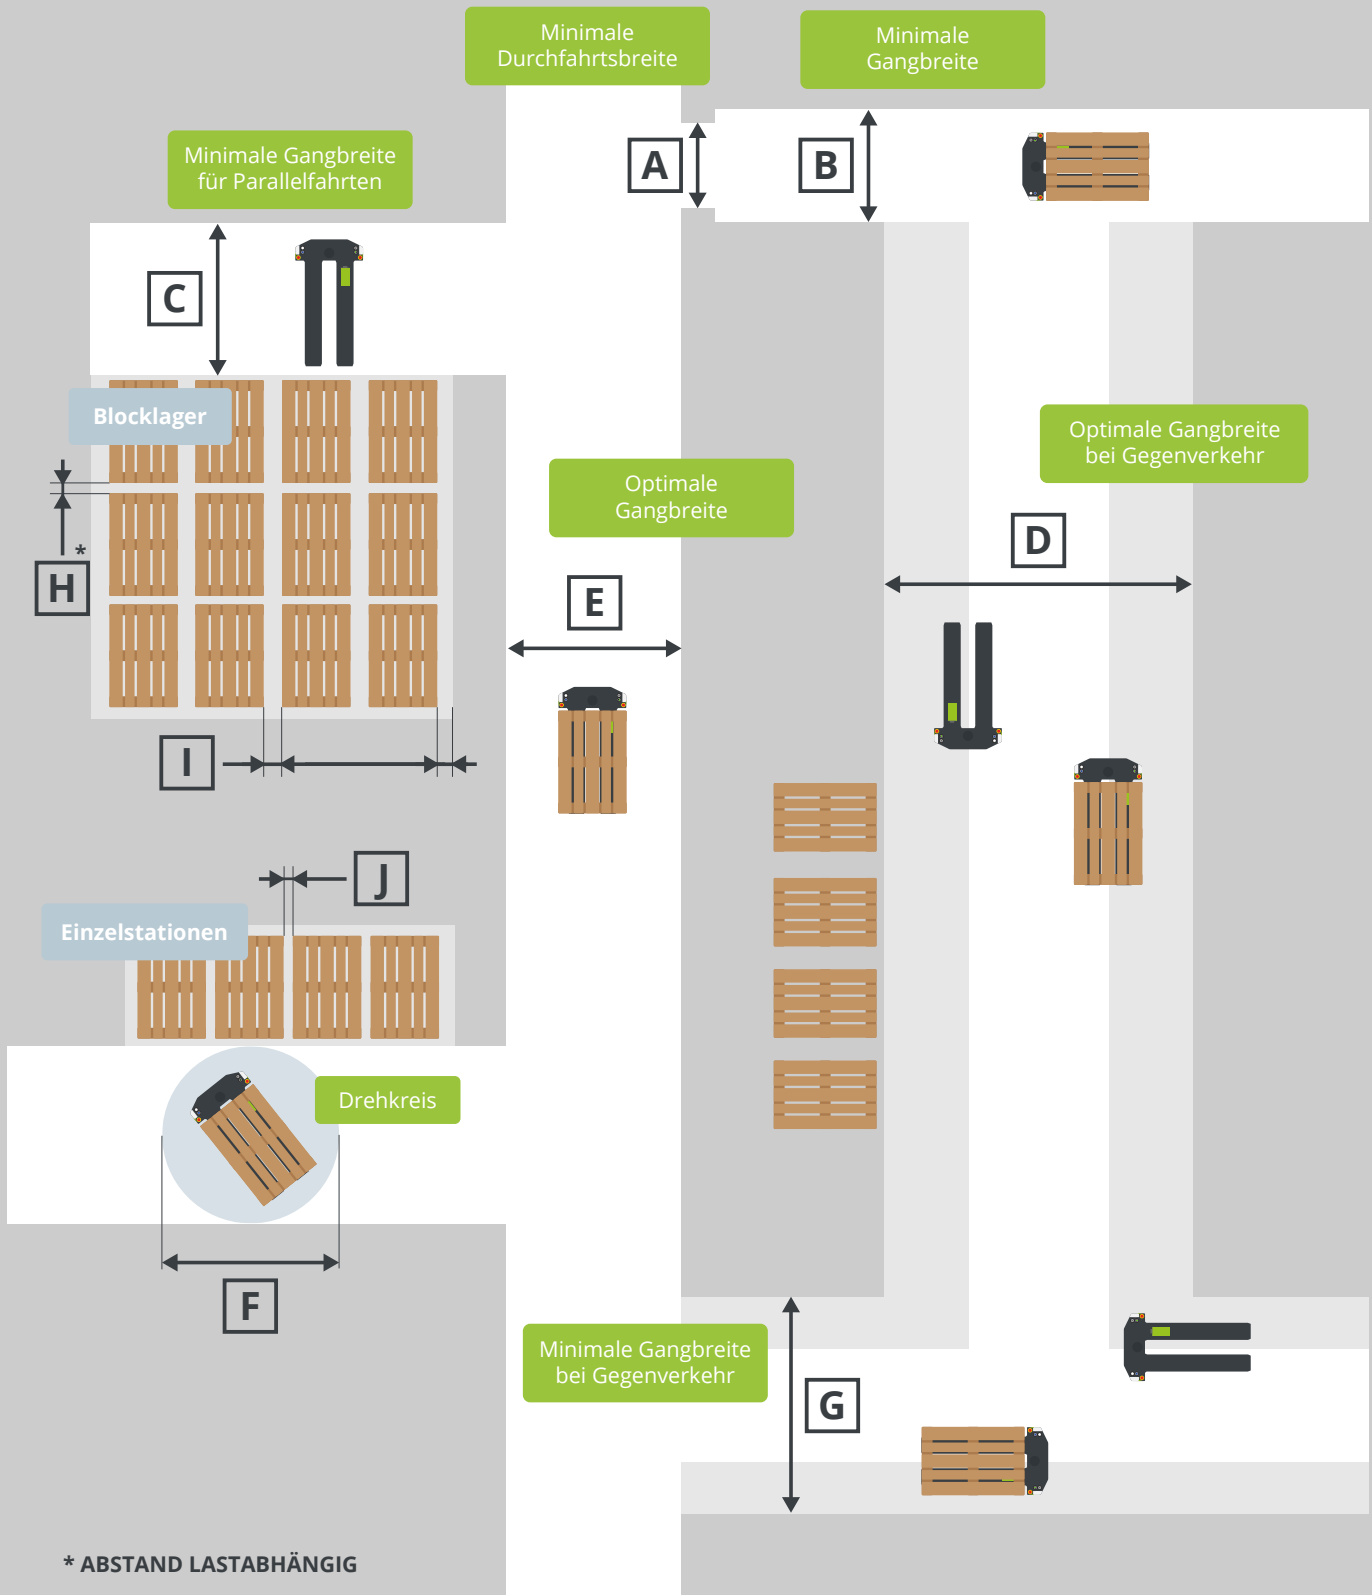 Minimale
Durchfahrtsbreite
Minimale
Gangbreite
Minimale Gangbreite
für Parallelfahrten
A
B
C
Blocklager
Optimale Gangbreite
bei Gegenverkehr
Optimale
Gangbreite
D
*
H
E
I
J
Einzelstationen
Drehkreis
F
Minimale Gangbreite
bei Gegenverkehr
G
* ABSTAND LASTABHÄNGIG